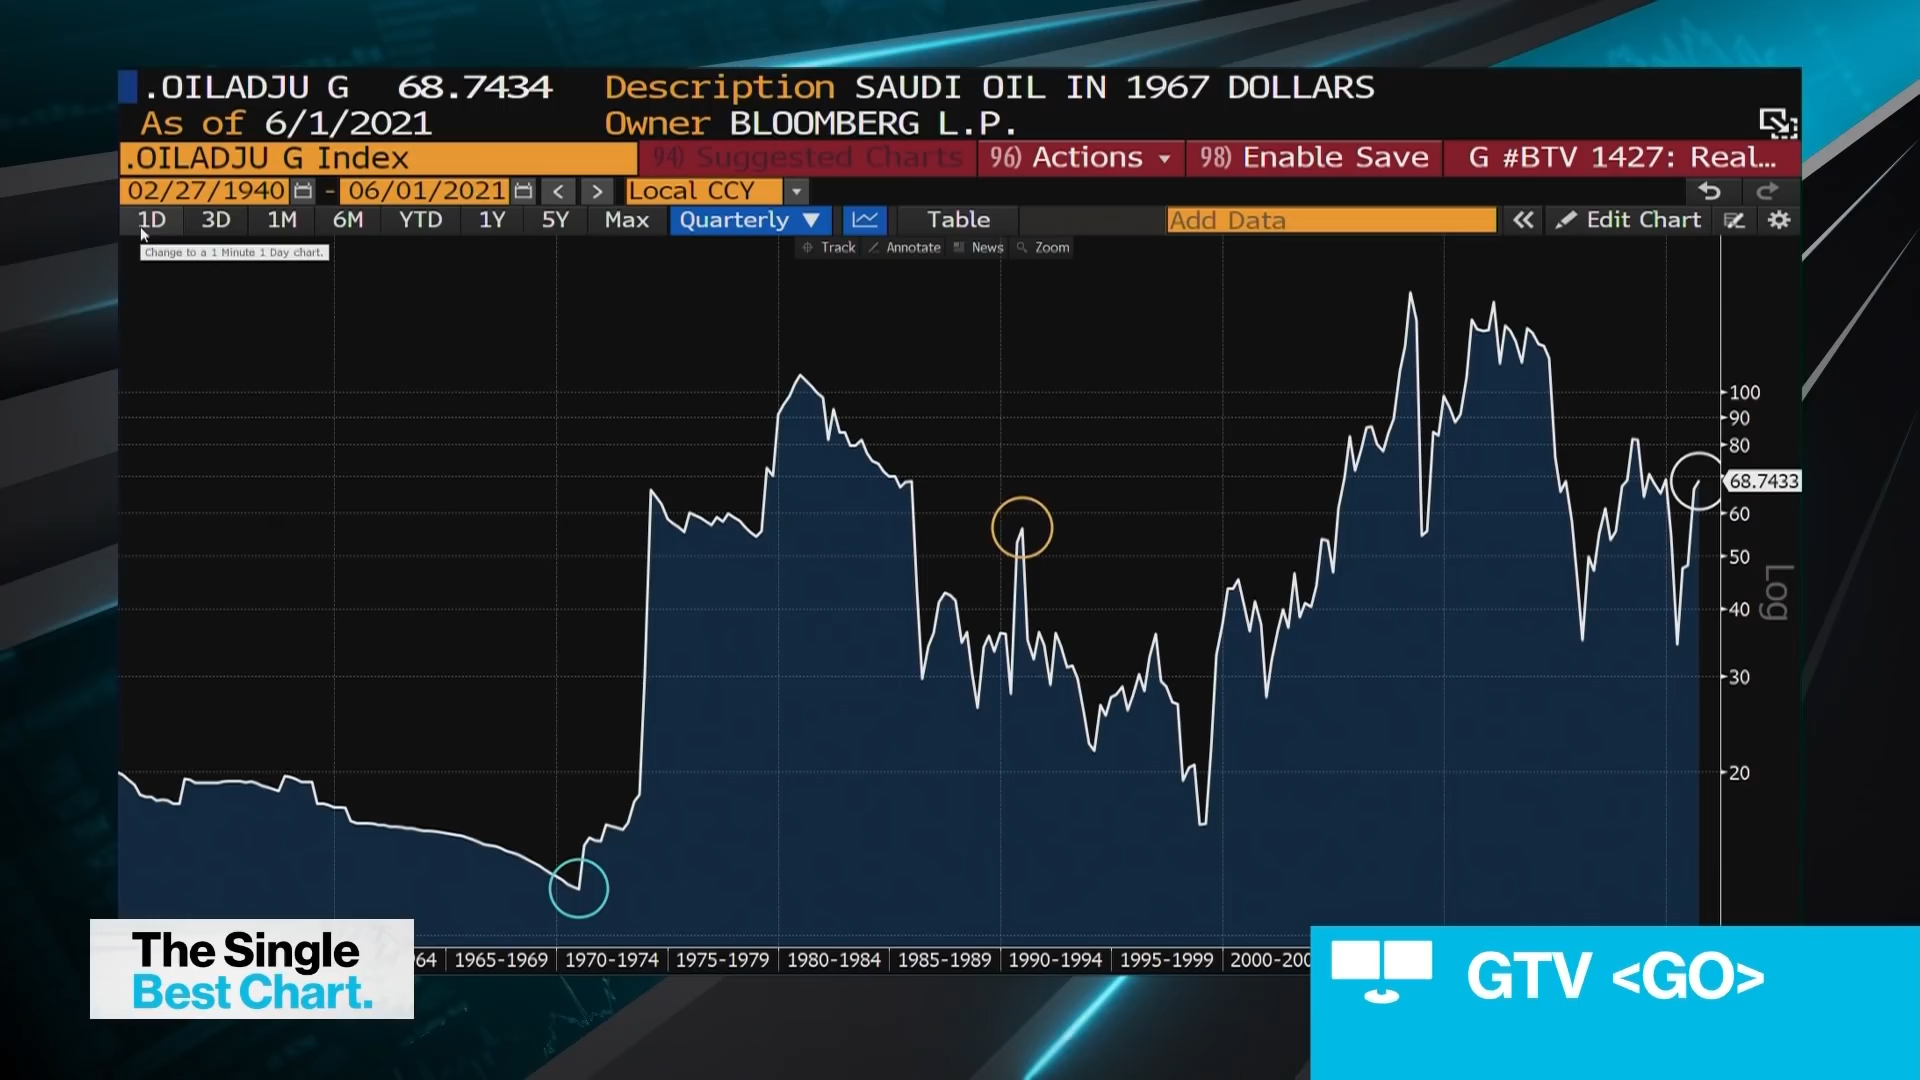 .OILADJU G 68.7434 Description SAUDI OIL IN 1967 DOLLARS
As of 6/1/2021 Owner BLOOMBERG L.P.
.OILADJU G Index 94) Suggested Charts 96) Actions 98) Enable Save G #BTV 1427: Real...
02/27/1940 - 06/01/2021 < > Local CCY
1D 3D 1M 6M YTD 1Y 5Y Max Quarterly ▼ Table Add Data « Edit Chart
Change to a 1 Minute 1 Day chart.
Track Annotate News Zoom
100
90
80
68.7433
60
50
40
30
20
Log
64 1965-1969 1970-1974 1975-1979 1980-1984 1985-1989 1990-1994 1995-1999 2000-200
The Single
Best Chart.
GTV <GO>